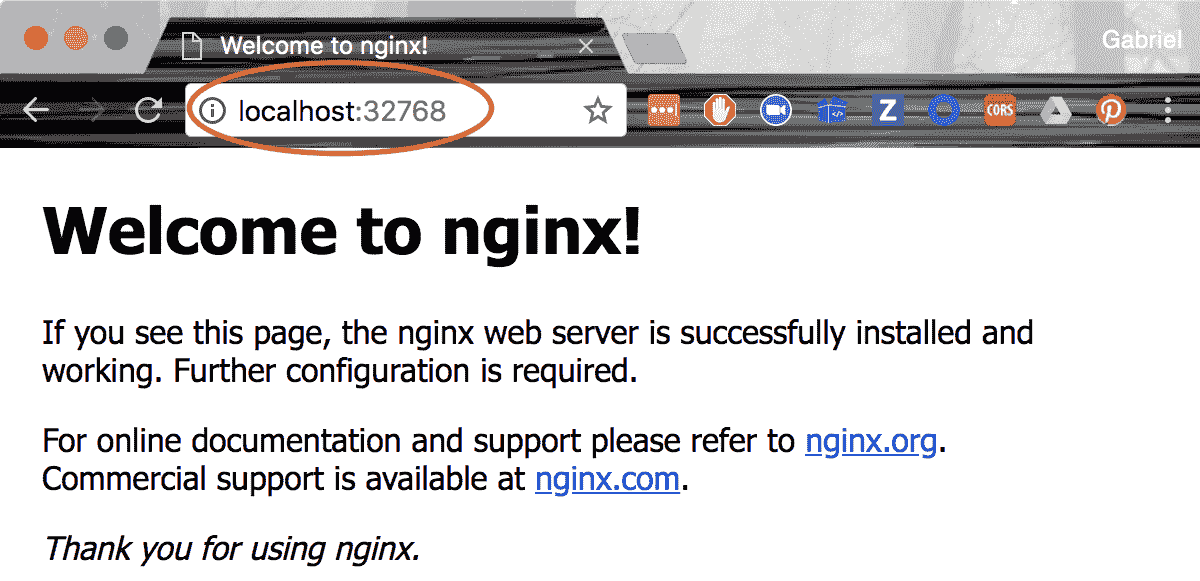 Welcome to nginx!
Gabriel
localhost:32768
Z
CORS
Welcome to nginx!
If you see this page, the nginx web server is successfully installed and
working. Further configuration is required.
For online documentation and support please refer to nginx.org.
Commercial support is available at nginx.com.
Thank you for using nginx.